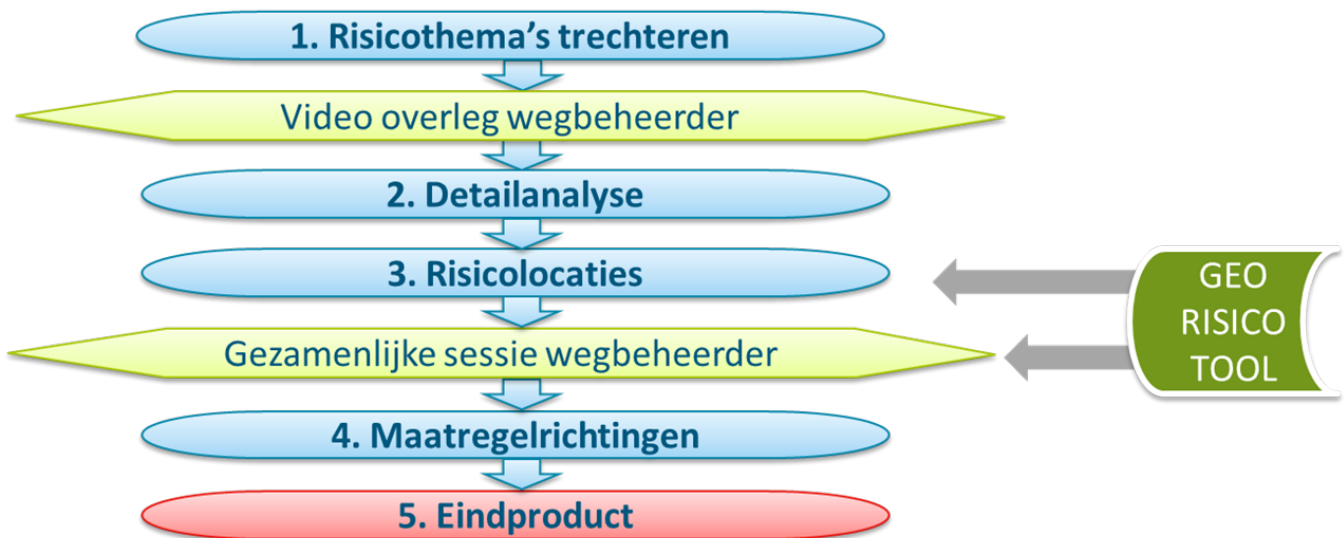 1. Risicothema's trechteren
Video overleg wegbeheerder
2. Detailanalyse
3. Risicolocaties
Gezamenlijke sessie wegbeheerder
4. Maatregelrichtingen
5. Eindproduct
GEO
RISICO
TOOL